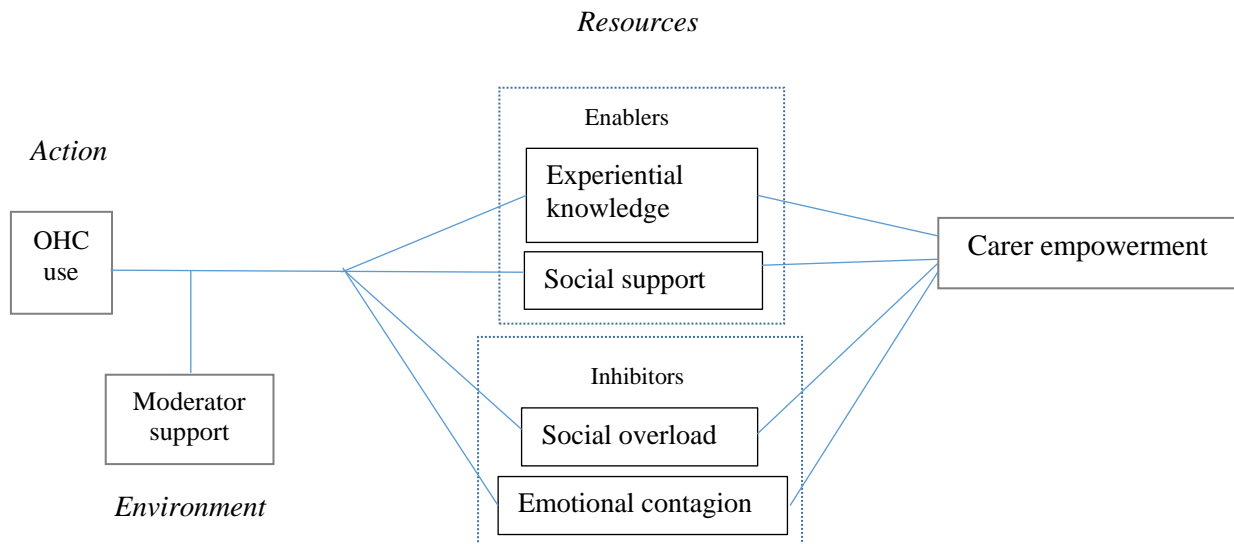 Resources
Enablers
Action
Experiential
knowledge
OHC
use
Carer empowerment
Social support
Inhibitors
Moderator
support
Social overload
Emotional contagion
Environment